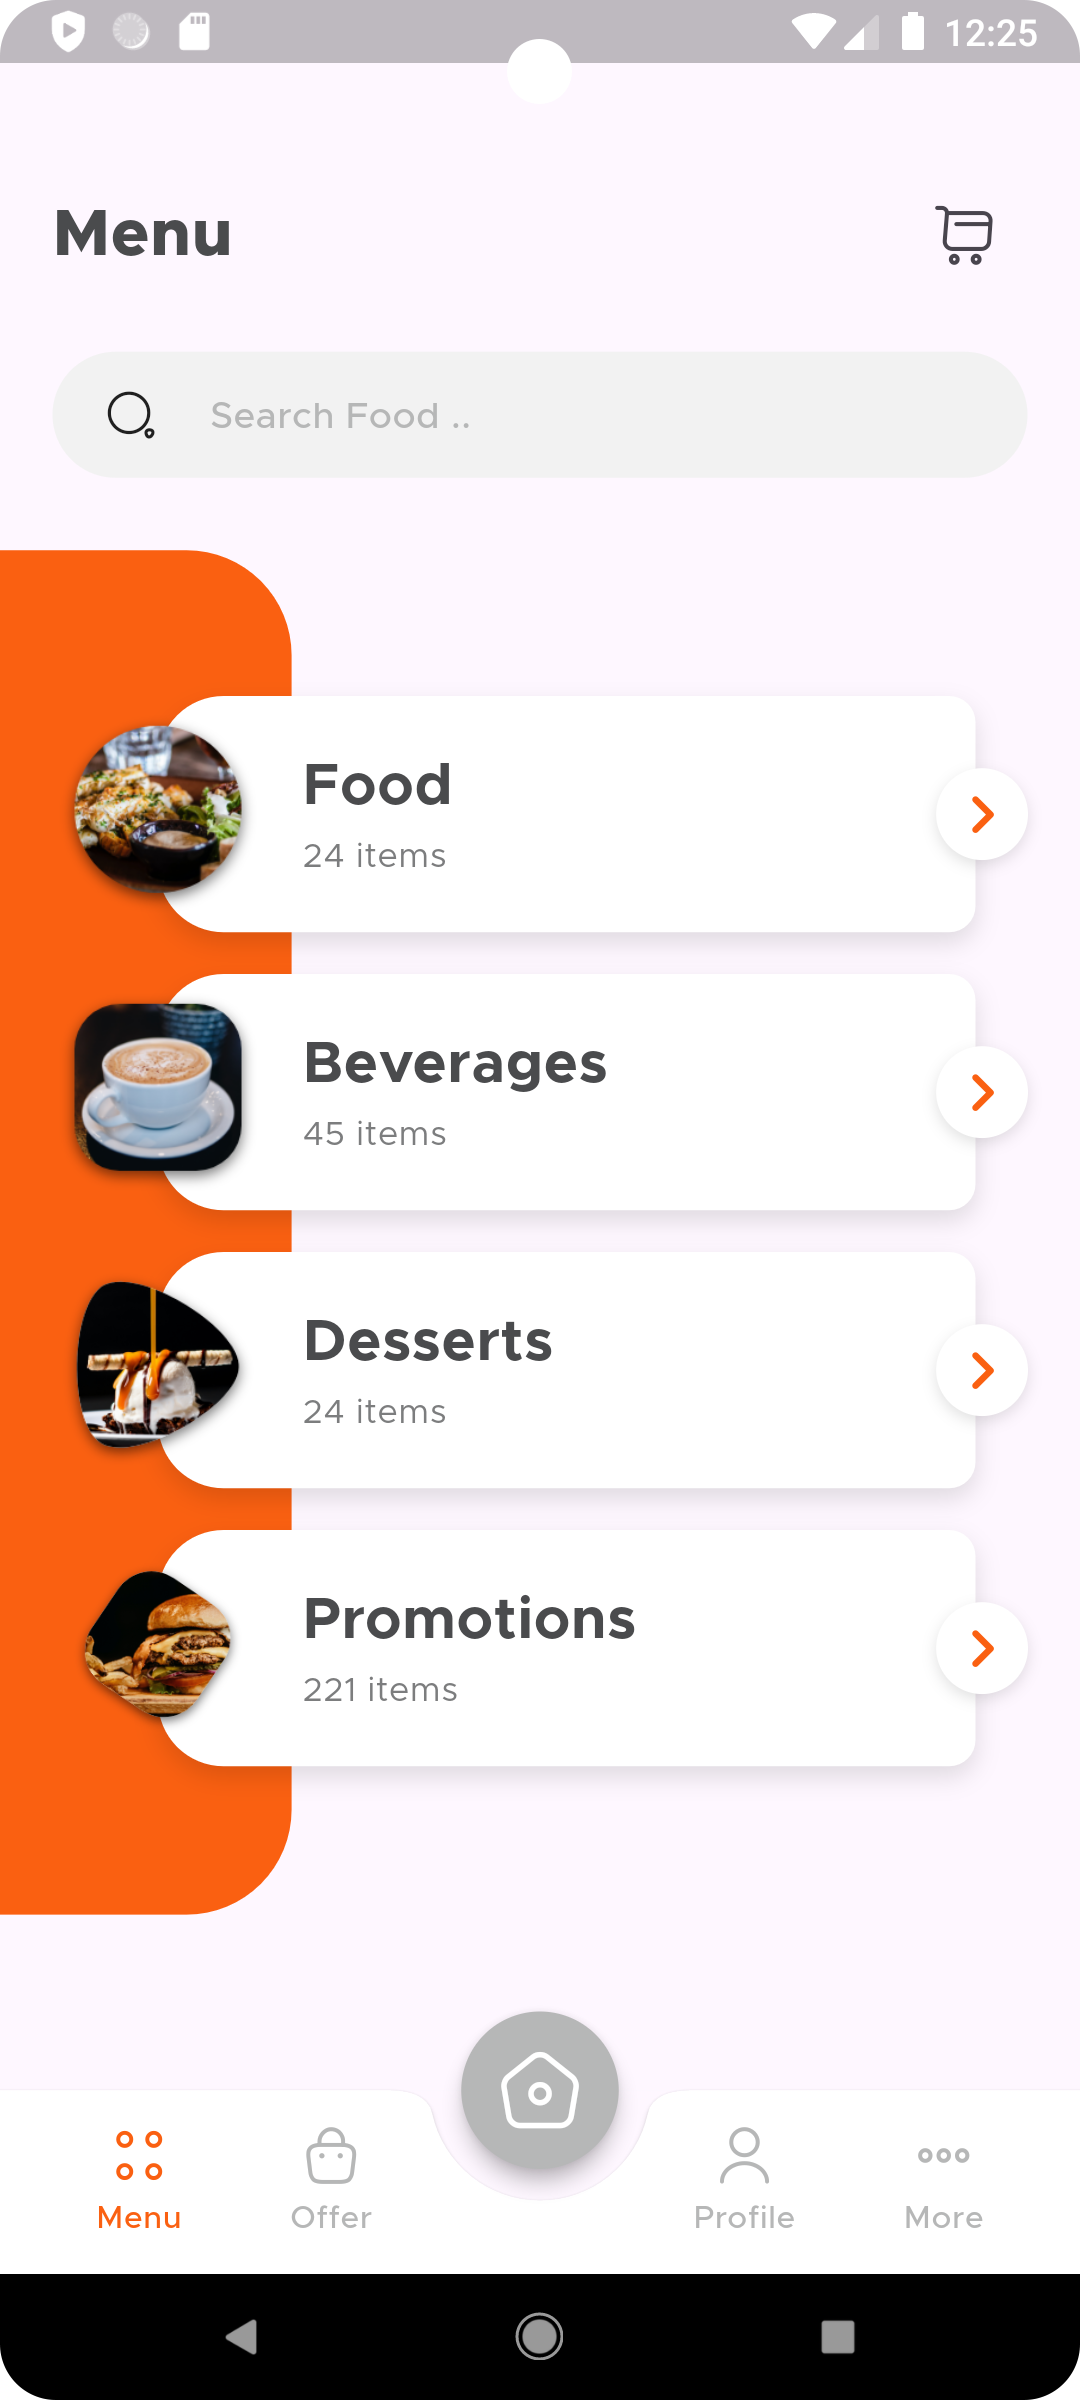 12:25
Menu
Search Food ..
Food
24 items
Beverages
45 items
Desserts
24 items
Promotions
221 items
Menu
Offer
Profile
More